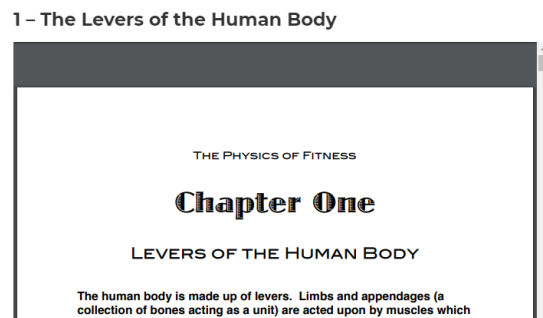 1 – The Levers of the Human Body
The Physics of Fitness
Chapter One
Levers of the Human Body
The human body is made up of levers.  Limbs and appendages (a
collection of bones acting as a unit) are acted upon by muscles which